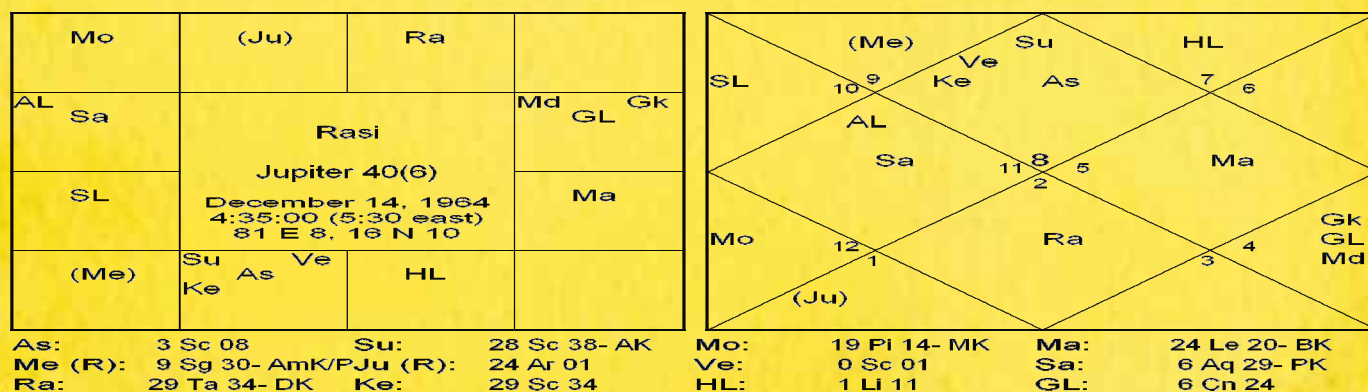 Mo (Ju) Ra
AL
Sa
Md Gk
GL
Rasi
Jupiter 40(6)
December 14, 1964
4:35:00 (5:30 east)
81 E 8, 16 N 10
SL Ma
(Me)
Su Ve
As
Ke
HL
(Me) Su HL
Ve
SL 9 Ke As 7
10 6
AL
Sa 11 8 5 Ma
2
Gk
Mo 12 Ra 4 GL
1 3 Md
(Ju)
As: 3 Sc 08 Su: 28 Sc 38- AK Mo: 19 Pi 14- MK Ma: 24 Le 20- BK
Me (R): 9 Sg 30- AmK/PJu (R): 24 Ar 01 Ve: 0 Sc 01 Sa: 6 Aq 29- PK
Ra: 29 Ta 34- DK Ke: 29 Sc 34 HL: 1 Li 11 GL: 6 Cn 24